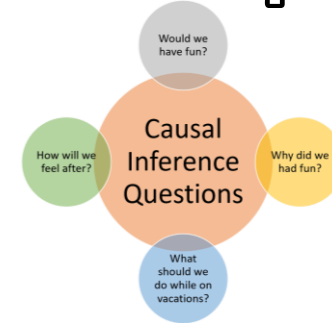 Would we
have fun?
Causal
Inference
Questions
How will we
feel after?
Why did we
had fun?
What
should we
do while on
vacations?